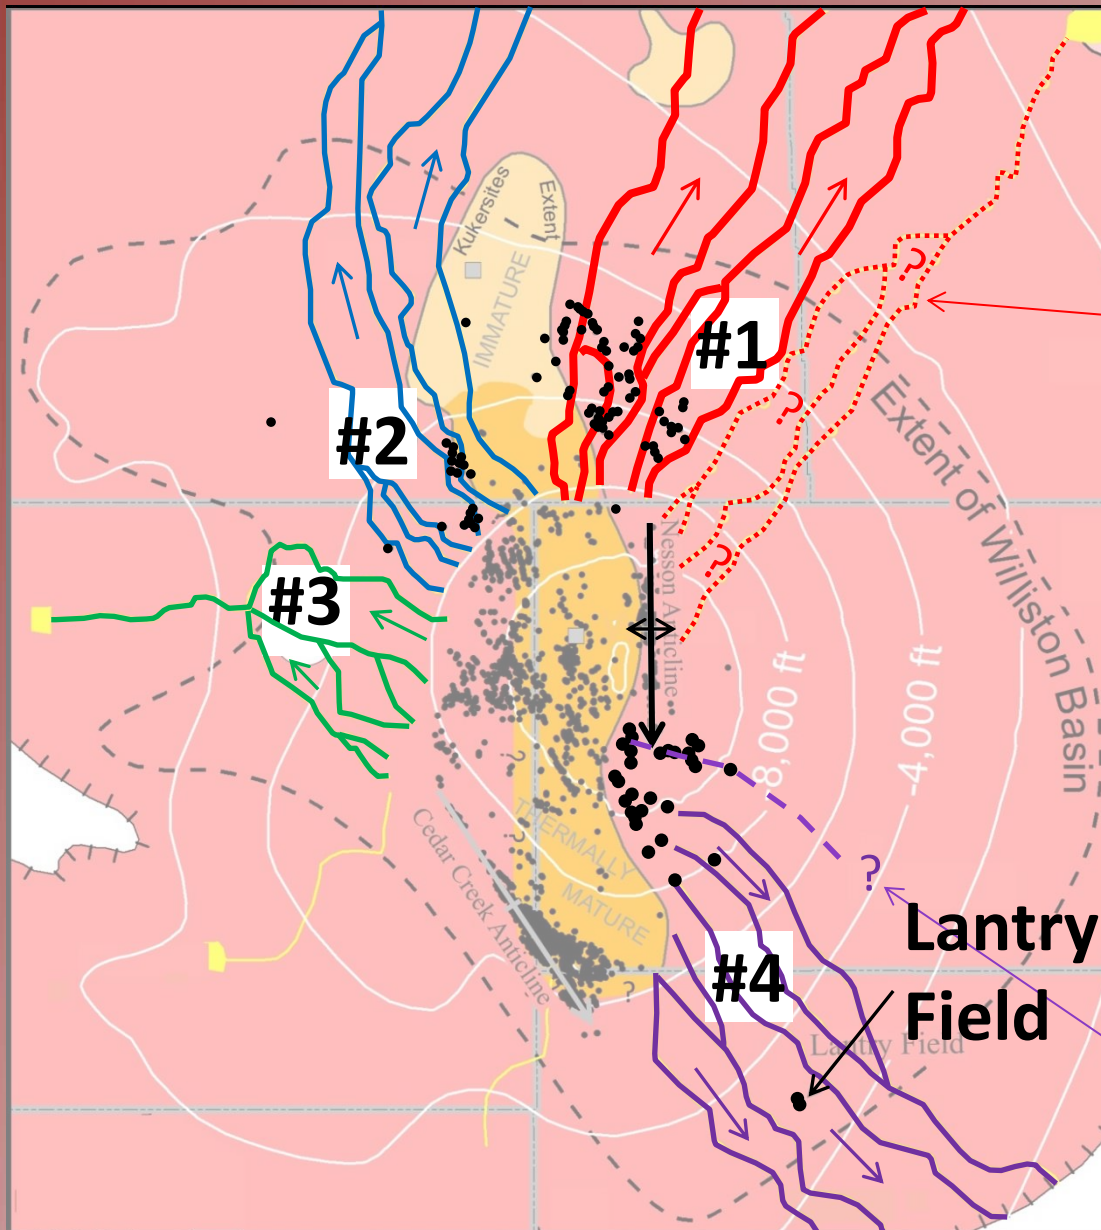 Kukersites
Extent
IMMATURE
?
#1
?
#2
Extent of Williston Basin
Nesson Anticline
?
#3
-8,000 ft
-4,000 ft
?
THERMALLY
MATURE
?
Cedar Creek Anticline
?
?
Lantry
Field
#4
Lantry Field